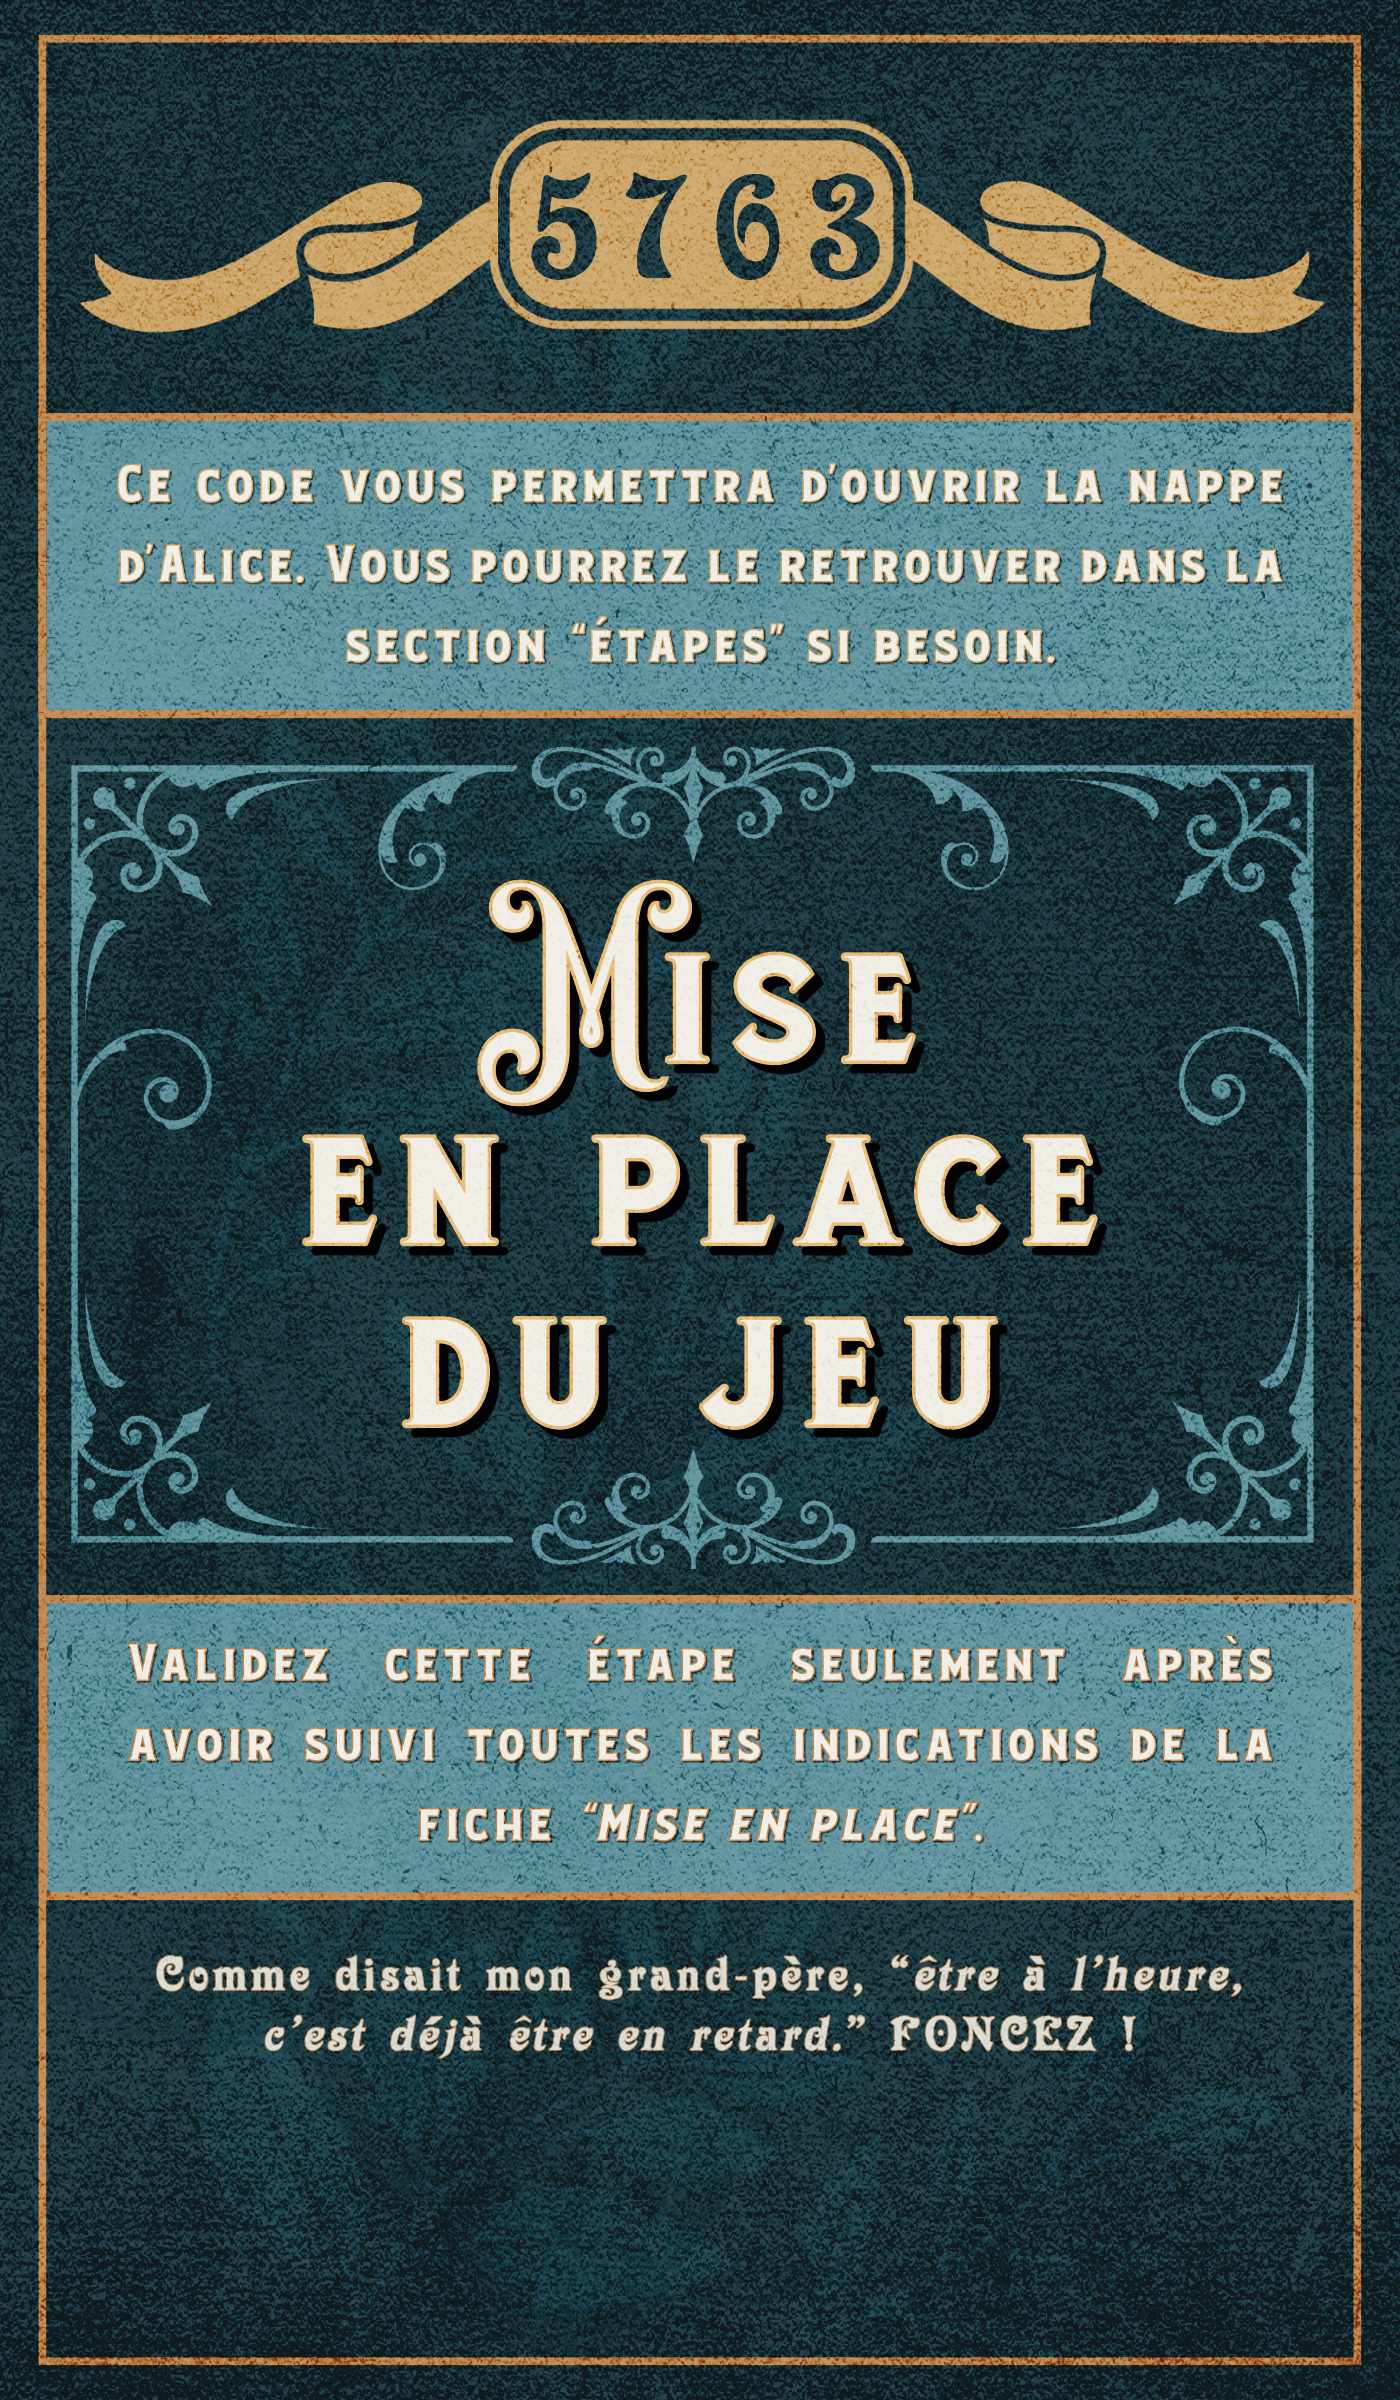 5763
Ce code vous permettra d'ouvrir la nappe
d'Alice. Vous pourrez le retrouver dans la
section "étapes" si besoin.
Mise
en place
du jeu
Validez cette étape seulement après
avoir suivi toutes les indications de la
fiche "Mise en place".
Comme disait mon grand-père, “être à l’heure,
c’est déjà être en retard.” FONCEZ !